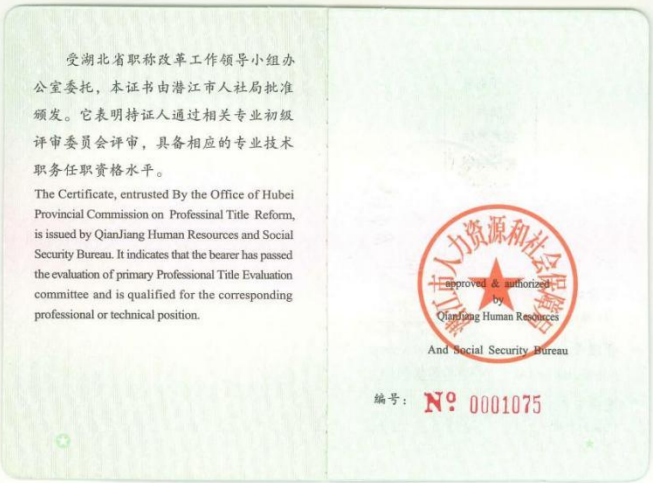 受湖北省职称改革工作领导小组办
公室委托，本证书由潜江市人社局批准
颁发。它表明持证人通过相关专业初级
评审委员会评审，具备相应的专业技术
职务任职资格水平。
The Certificate, entrusted By the Office of Hubei
Provincial Commission on Professinal Title Reform,
is issued by QianJiang Human Resources and Social
Security Bureau. It indicates that the bearer has passed
the evaluation of primary Professional Title Evaluation
committee and is qualified for the corresponding
professional or technical position.
潜江市人力资源和社会保障局
approved & authorized
by
QianJiang Human Resources
And Social Security Bureau
编号： Nº 0001075